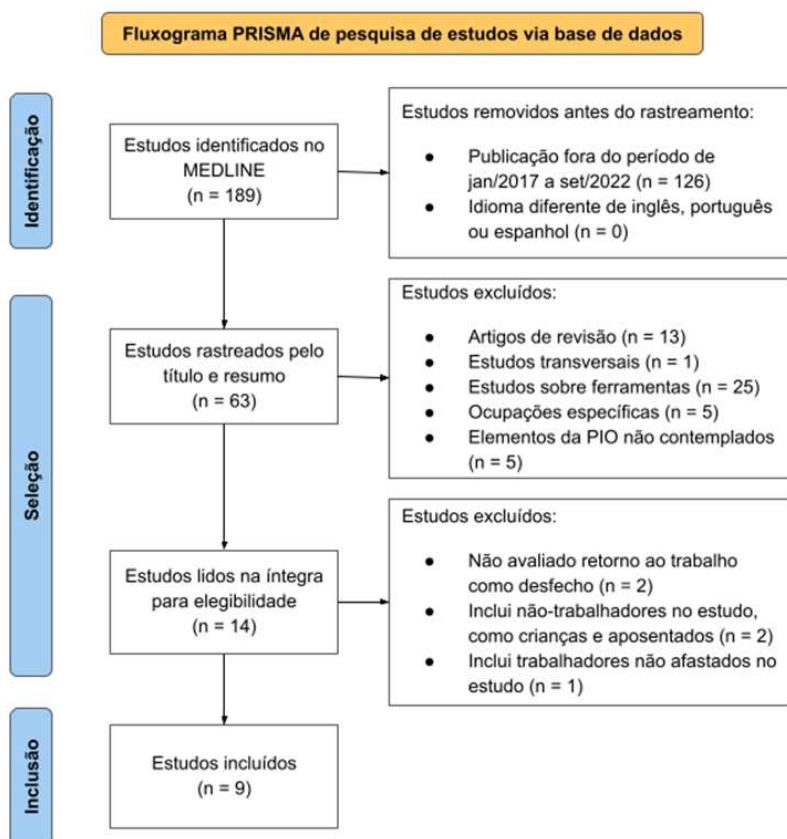 Fluxograma PRISMA de pesquisa de estudos via base de dados
Identificação
Estudos identificados no
MEDLINE
(n = 189)
Estudos removidos antes do rastreamento:
● Publicação fora do período de
jan/2017 a set/2022 (n = 126)
● Idioma diferente de inglês, português
ou espanhol (n = 0)
Seleção
Estudos rastreados pelo
título e resumo
(n = 63)
Estudos excluídos:
● Artigos de revisão (n = 13)
● Estudos transversais (n = 1)
● Estudos sobre ferramentas (n = 25)
● Ocupações específicas (n = 5)
● Elementos da PIO não contemplados
(n = 5)
Estudos lidos na íntegra
para elegibilidade
(n = 14)
Estudos excluídos:
● Não avaliado retorno ao trabalho
como desfecho (n = 2)
● Inclui não-trabalhadores no estudo,
como crianças e aposentados (n = 2)
● Inclui trabalhadores não afastados no
estudo (n = 1)
Inclusão
Estudos incluídos
(n = 9)